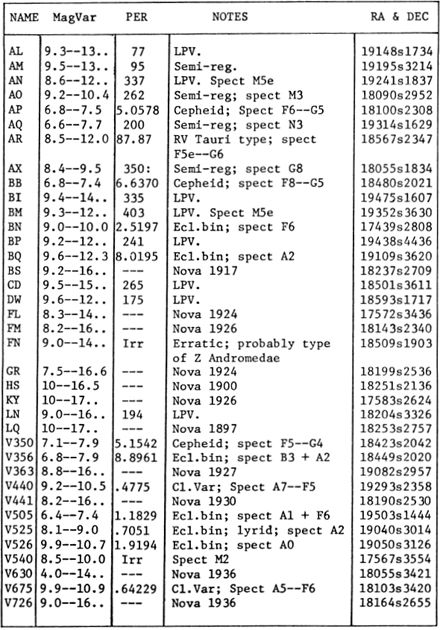 NAME MagVar PER NOTES RA & DEC
AL 9.3--13.. 77 LPV. 19148s1734
AM 9.5--13.. 95 Semi-reg. 19195s3214
AN 8.6--12.. 337 LPV. Spect M5e 19241s1837
AO 9.2--10.4 262 Semi-reg; spect M3 18090s2952
AP 6.8--7.5 5.0578 Cepheid; Spect F6--G5 18100s2308
AQ 6.6--7.7 200 Semi-reg; spect N3 19314s1629
AR 8.5--12.0 87.87 RV Tauri type; spect 18567s2347
F5e--G6
AX 8.4--9.5 350: Semi-reg; spect G8 18055s1834
BB 6.8--7.4 6.6370 Cepheid; spect F8--G5 18480s2021
BI 9.4--14.. 335 LPV. 19475s1607
BM 9.3--12.. 403 LPV. Spect M5e 19352s3630
BN 9.0--10.0 2.5197 Ecl.bin; spect F6 17439s2808
BP 9.2--12.. 241 LPV. 19438s4436
BQ 9.6--12.3 8.0195 Ecl.bin; spect A2 19109s3620
BS 9.2--16.. --- Nova 1917 18237s2709
CD 9.5--15.. 265 LPV. 18501s3611
DW 9.6--12.. 175 LPV. 18593s1717
FL 8.3--14.. --- Nova 1924 17572s3436
FM 8.2--16.. --- Nova 1926 18143s2340
FN 9.0--14.. Irr Erratic; probably type 18509s1903
of Z Andromedae
GR 7.5--16.6 --- Nova 1924 18199s2536
HS 10--16.5 --- Nova 1900 18251s2136
KY 10--17.. --- Nova 1926 17583s2624
LN 9.0--16.. 194 LPV. 18204s3326
LQ 10--17.. --- Nova 1897 18253s2757
V350 7.1--7.9 5.1542 Cepheid; spect F5--G4 18423s2042
V356 6.8--7.9 8.8961 Ecl.bin; spect B3 + A2 18449s2020
V363 8.8--16.. --- Nova 1927 19082s2957
V440 9.2--10.5 .4775 Cl.Var; Spect A7--F5 19293s2358
V441 8.2--16.. --- Nova 1930 18190s2530
V505 6.4--7.4 1.1829 Ecl.bin; spect A1 + F6 19503s1444
V525 8.1--9.0 .7051 Ecl.bin; lyrid; spect A2 19040s3014
V526 9.9--10.7 1.9194 Ecl.bin; spect A0 19050s3126
V540 8.5--10.0 Irr Spect M2 17567s3554
V630 4.0--14.. --- Nova 1936 18055s3421
V675 9.9--10.9 .64229 Cl.Var; Spect A5--F6 18103s3420
V726 9.0--16.. --- Nova 1936 18164s2655